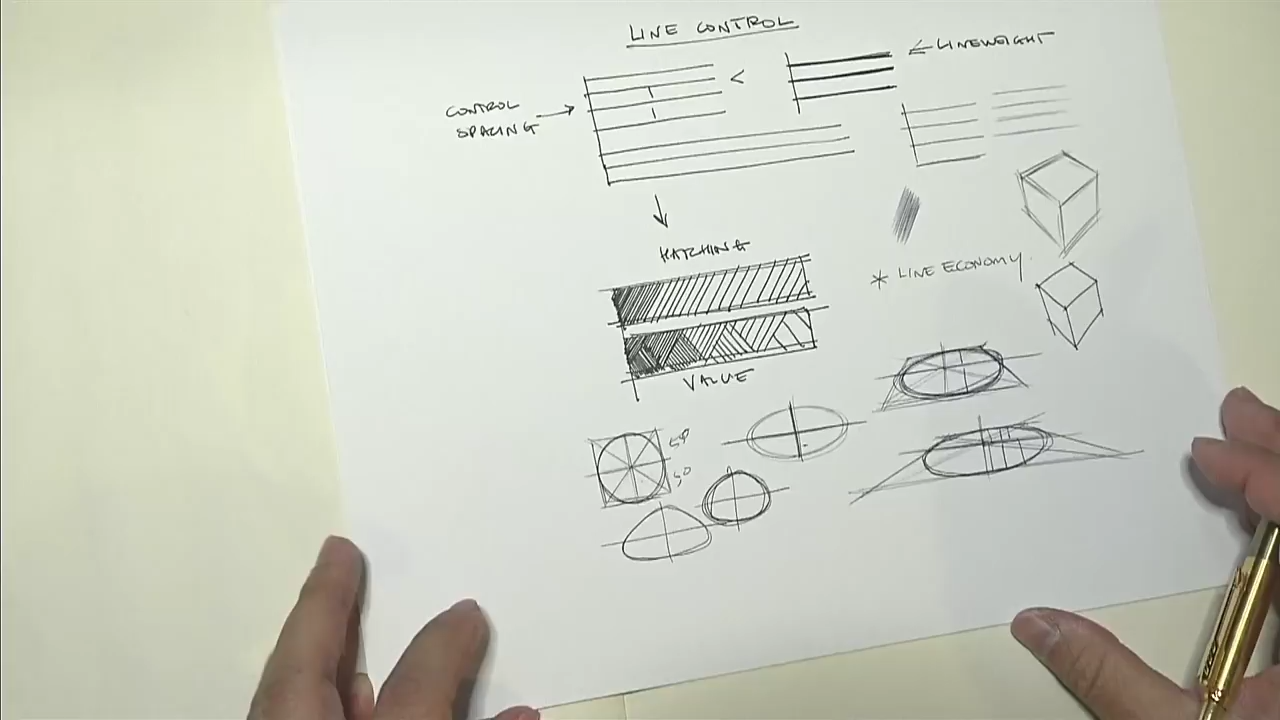 LINE CONTROL
< ← LINEWEIGHT
CONTROL
SPACING →
HATCHING
* LINE ECONOMY
VALUE
50
50